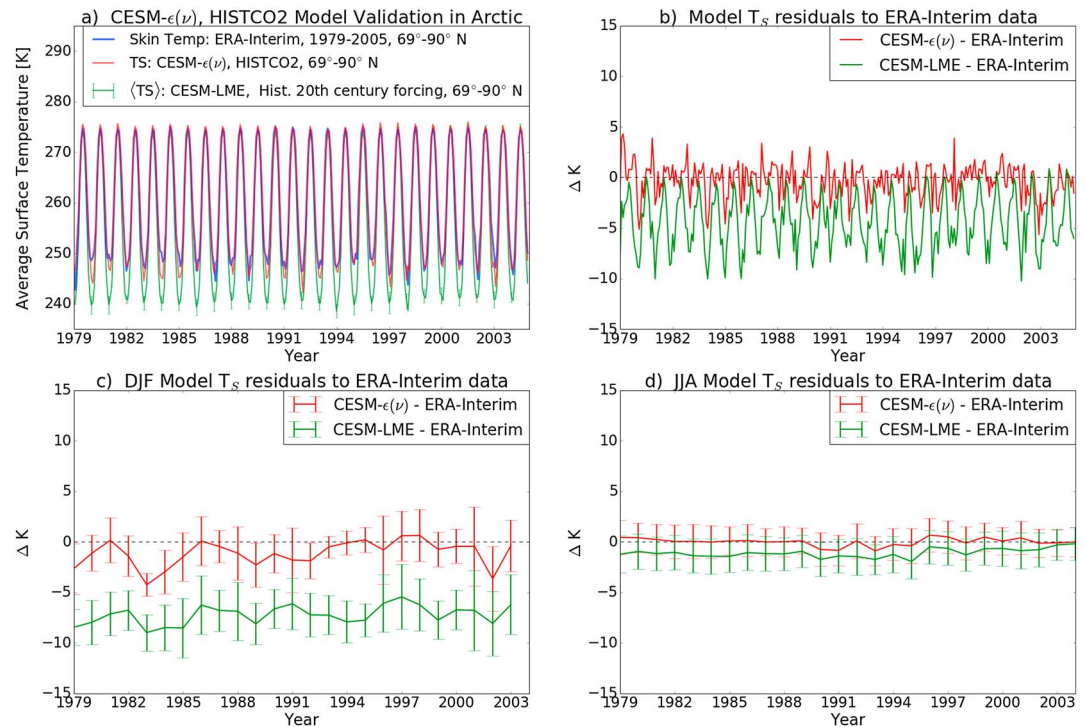 a) CESM-ϵ(ν), HISTCO2 Model Validation in Arctic
Skin Temp: ERA-Interim, 1979-2005, 69°-90° N
TS: CESM-ϵ(ν), HISTCO2, 69°-90° N
⟨TS⟩: CESM-LME, Hist. 20th century forcing, 69°-90° N
Average Surface Temperature [K]
290
280
270
260
250
240
1979 1982 1985 1988 1991 1994 1997 2000 2003
Year
b) Model T_S residuals to ERA-Interim data
CESM-ϵ(ν) - ERA-Interim
CESM-LME - ERA-Interim
Δ K
15
10
5
0
−5
−10
−15
1979 1982 1985 1988 1991 1994 1997 2000 2003
Year
c) DJF Model T_S residuals to ERA-Interim data
CESM-ϵ(ν) - ERA-Interim
CESM-LME - ERA-Interim
Δ K
15
10
5
0
−5
−10
−15
1979 1982 1985 1988 1991 1994 1997 2000 2003
Year
d) JJA Model T_S residuals to ERA-Interim data
CESM-ϵ(ν) - ERA-Interim
CESM-LME - ERA-Interim
Δ K
15
10
5
0
−5
−10
−15
1979 1982 1985 1988 1991 1994 1997 2000 2003
Year